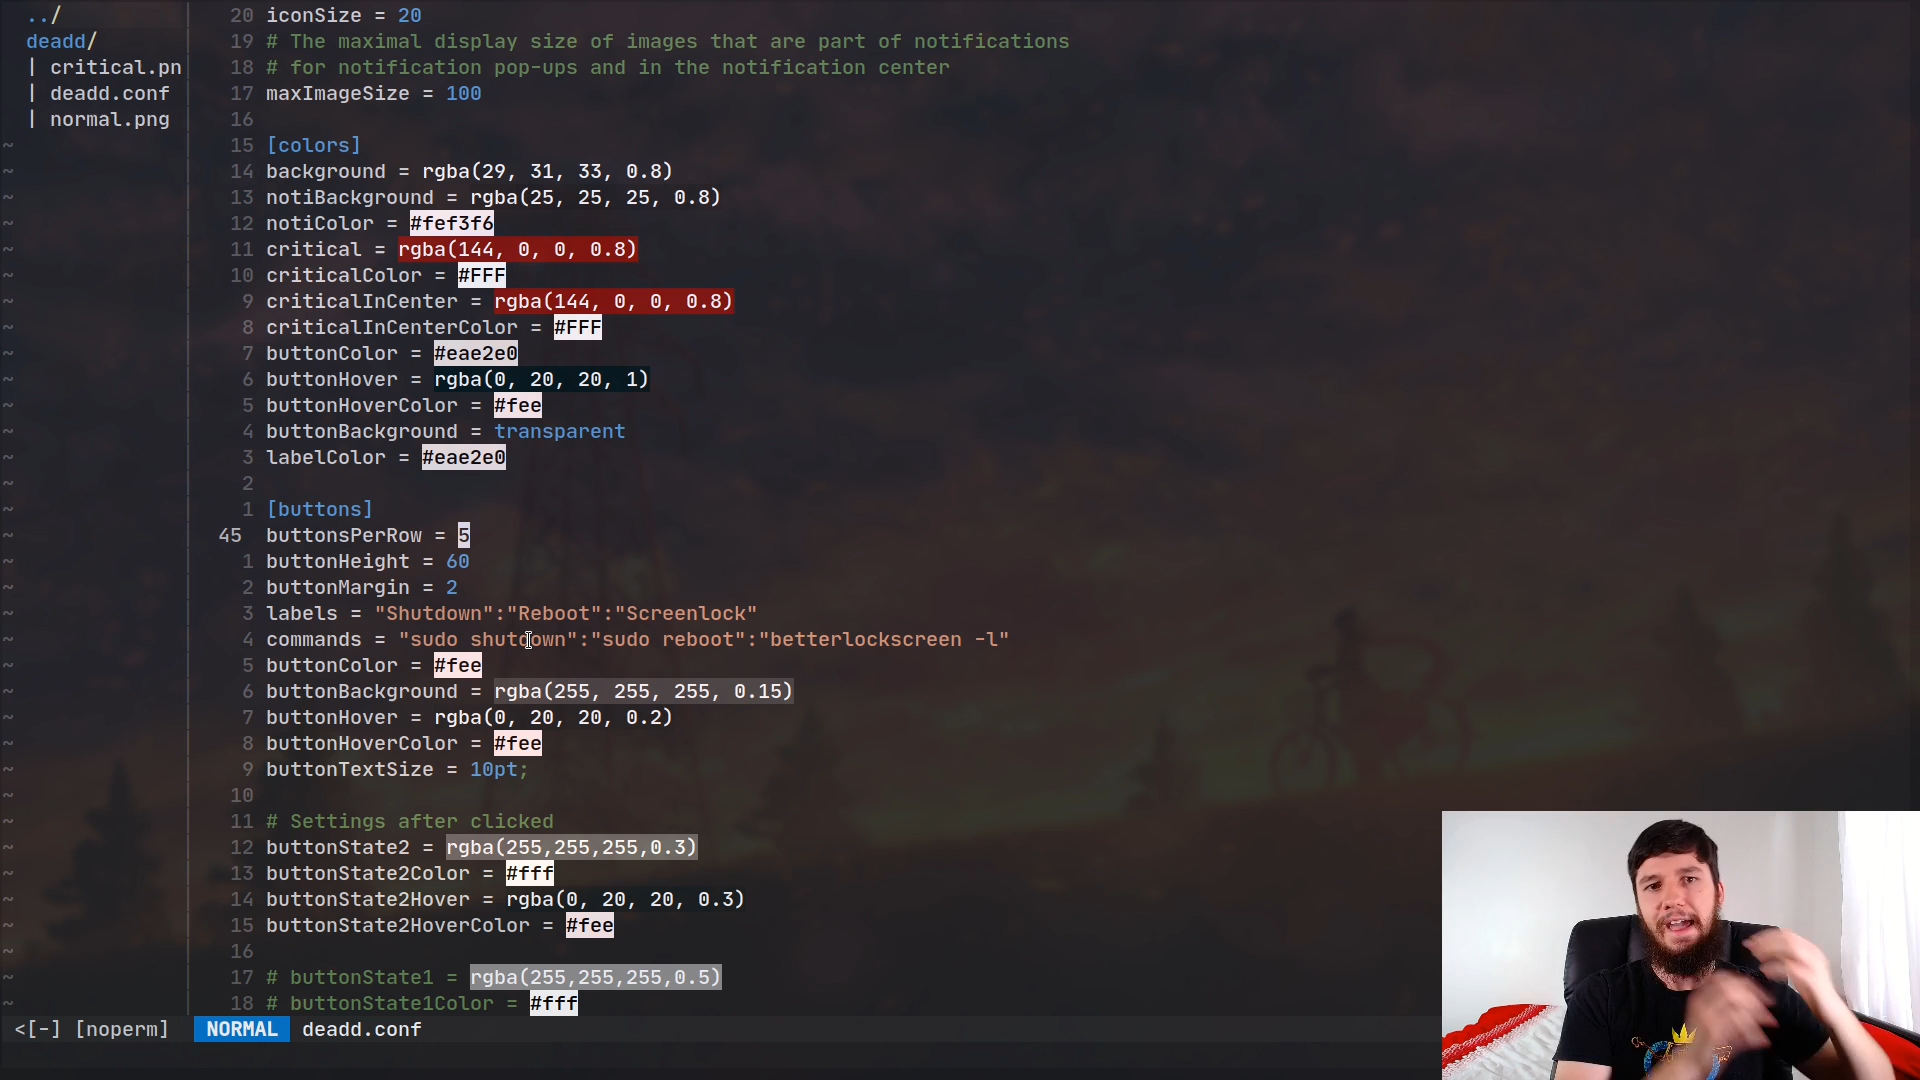 ../
deadd/
| critical.pn
| deadd.conf
| normal.png
20 iconSize = 20
19 # The maximal display size of images that are part of notifications
18 # for notification pop-ups and in the notification center
17 maxImageSize = 100
16
15 [colors]
14 background = rgba(29, 31, 33, 0.8)
13 notiBackground = rgba(25, 25, 25, 0.8)
12 notiColor = #fef3f6
11 critical = rgba(144, 0, 0, 0.8)
10 criticalColor = #FFF
9 criticalInCenter = rgba(144, 0, 0, 0.8)
8 criticalInCenterColor = #FFF
7 buttonColor = #eae2e0
6 buttonHover = rgba(0, 20, 20, 1)
5 buttonHoverColor = #fee
4 buttonBackground = transparent
3 labelColor = #eae2e0
2
1 [buttons]
45 buttonsPerRow = 5
1 buttonHeight = 60
2 buttonMargin = 2
3 labels = "Shutdown":"Reboot":"Screenlock"
4 commands = "sudo shutdown":"sudo reboot":"betterlockscreen -l"
5 buttonColor = #fee
6 buttonBackground = rgba(255, 255, 255, 0.15)
7 buttonHover = rgba(0, 20, 20, 0.2)
8 buttonHoverColor = #fee
9 buttonTextSize = 10pt;
10
11 # Settings after clicked
12 buttonState2 = rgba(255,255,255,0.3)
13 buttonState2Color = #fff
14 buttonState2Hover = rgba(0, 20, 20, 0.3)
15 buttonState2HoverColor = #fee
16
17 # buttonState1 = rgba(255,255,255,0.5)
18 # buttonState1Color = #fff
<[-] [noperm] NORMAL deadd.conf